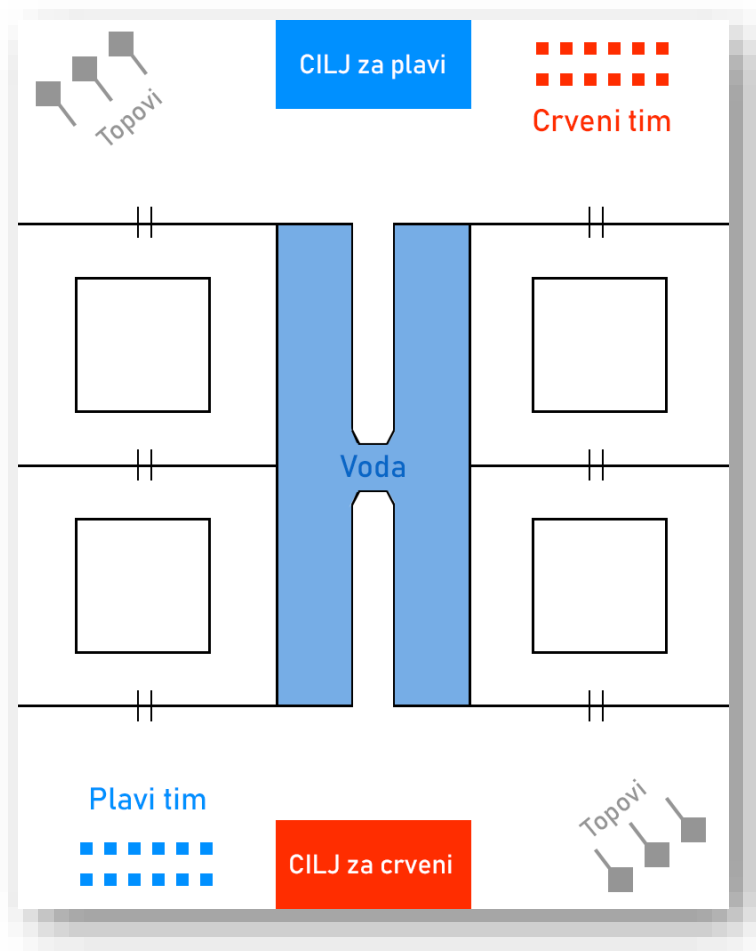 CILJ za plavi
Crveni tim
Topovi
Voda
Plavi tim
Topovi
CILJ za crveni